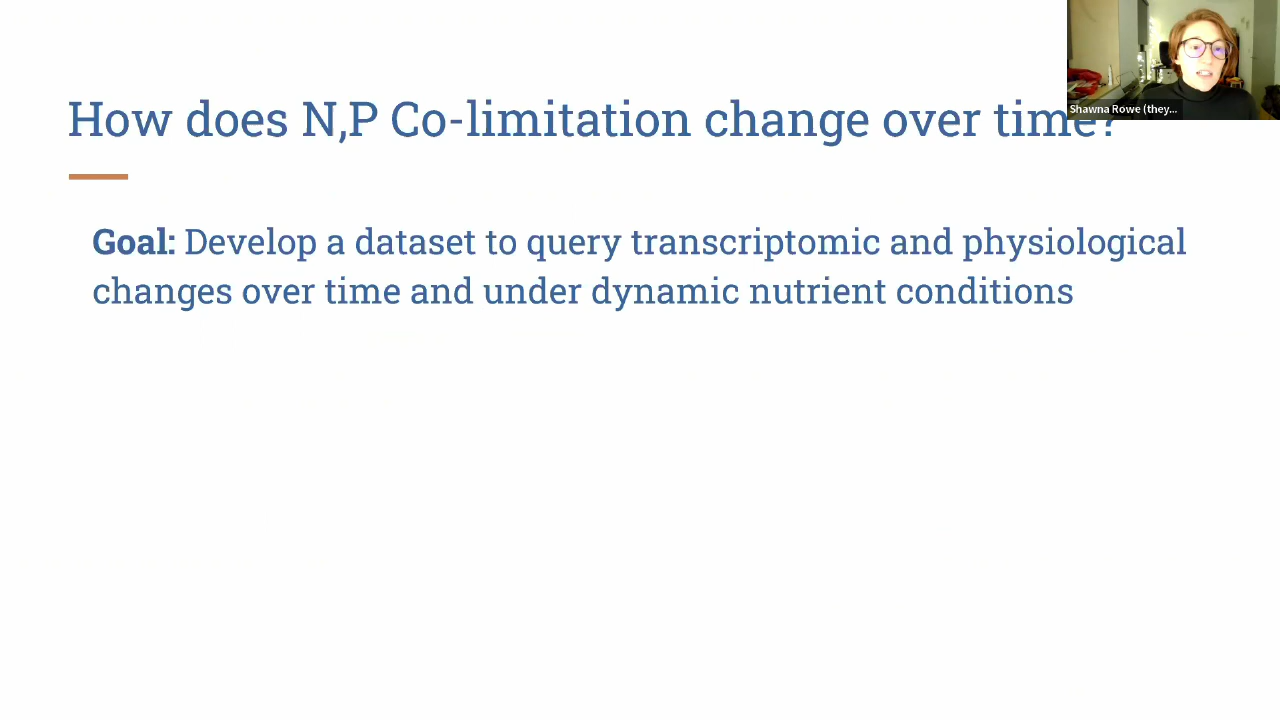 How does N,P Co-limitation change over time?
Goal: Develop a dataset to query transcriptomic and physiological
changes over time and under dynamic nutrient conditions
Shawna Rowe (they...